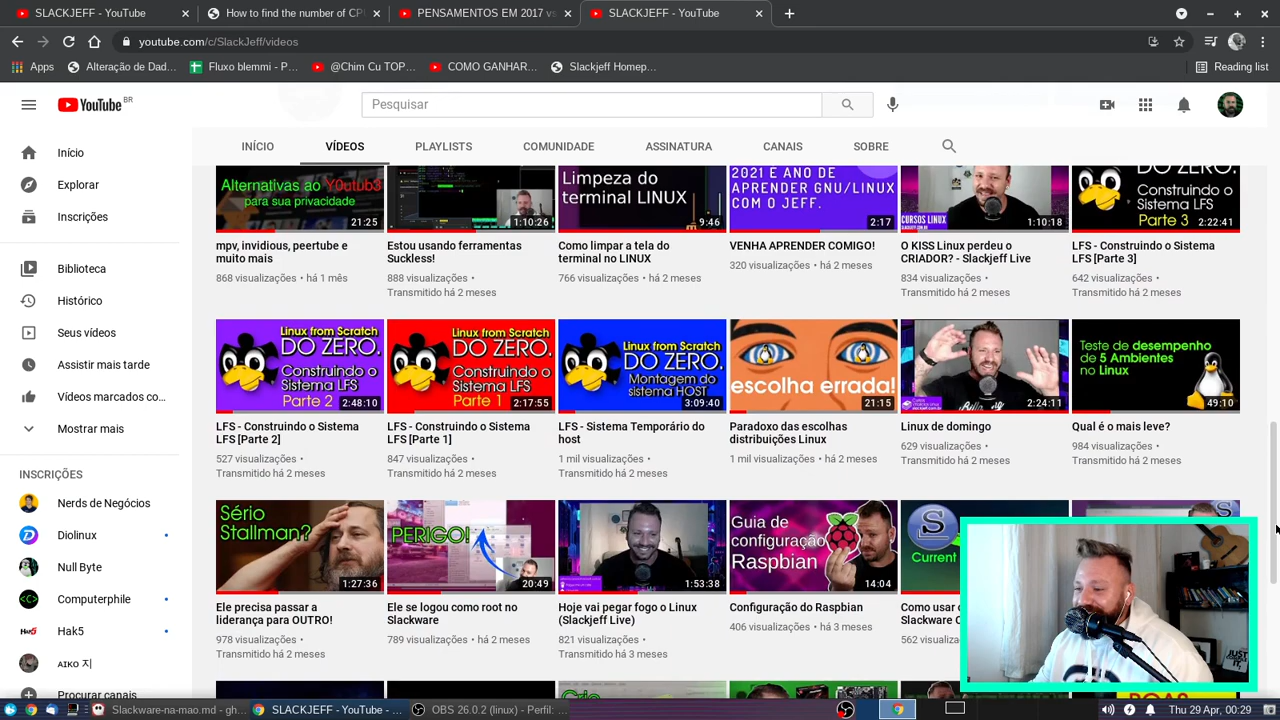 SLACKJEFF - YouTube
How to find the number of CP
PENSAMENTOS EM 2017 vs
SLACKJEFF - YouTube
youtube.com/c/SlackJeff/videos
Apps
Alteração de Dad…
Fluxo blemmi - P…
@Chim Cu TOP…
COMO GANHAR…
Slackjeff Homep…
Reading list
YouTube BR
Pesquisar
INÍCIO
VÍDEOS
PLAYLISTS
COMUNIDADE
ASSINATURA
CANAIS
SOBRE
Início
Explorar
Inscrições
Biblioteca
Histórico
Seus vídeos
Assistir mais tarde
Vídeos marcados co…
Mostrar mais
INSCRIÇÕES
Nerds de Negócios
Diolinux
Null Byte
Computerphile
Hak5
ᴀɪᴋᴏ 지|
Procurar canais
Alternativas ao Y0utub3
para sua privacidade
21:25
mpv, invidious, peertube e
muito mais
868 visualizações • há 1 mês
1:10:26
Estou usando ferramentas
Suckless!
888 visualizações •
Transmitido há 2 meses
Limpeza do
terminal LINUX
9:46
Como limpar a tela do
terminal no LINUX
766 visualizações • há 2 meses
2021 E ANO DE
APRENDER GNU/LINUX
COM O JEFF.
2:17
VENHA APRENDER COMIGO!
320 visualizações • há 2 meses
CURSOS LINUX
1:10:18
O KISS Linux perdeu o
CRIADOR? - Slackjeff Live
834 visualizações •
Transmitido há 2 meses
DO ZERO.
Construindo o
Sistema LFS
Parte 3
2:22:41
LFS - Construindo o Sistema
LFS [Parte 3]
642 visualizações •
Transmitido há 2 meses
Linux from Scratch
DO ZERO.
Construindo o
Sistema LFS
Parte 2
2:48:10
LFS - Construindo o Sistema
LFS [Parte 2]
527 visualizações •
Transmitido há 2 meses
Linux from Scratch
DO ZERO.
Construindo o
Sistema LFS
Parte 1
2:17:55
LFS - Construindo o Sistema
LFS [Parte 1]
847 visualizações •
Transmitido há 2 meses
Linux from Scratch
DO ZERO.
Montagem do
sistema HOST
3:09:40
LFS - Sistema Temporário do
host
1 mil visualizações •
Transmitido há 2 meses
escolha errada!
21:15
Paradoxo das escolhas
distribuições Linux
1 mil visualizações • há 2 meses
2:24:11
Linux de domingo
629 visualizações •
Transmitido há 2 meses
Teste de desempenho
de 5 Ambientes
no Linux
49:10
Qual é o mais leve?
984 visualizações •
Transmitido há 2 meses
Sério
Stallman?
1:27:36
Ele precisa passar a
liderança para OUTRO!
978 visualizações •
Transmitido há 2 meses
PERIGO!
20:49
Ele se logou como root no
Slackware
789 visualizações • há 2 meses
1:53:38
Hoje vai pegar fogo o Linux
(Slackjeff Live)
821 visualizações •
Transmitido há 3 meses
Guia de
configuração
Raspbian
14:04
Configuração do Raspbian
406 visualizações • há 3 meses
Current
Como usar
Slackware C
562 visualiza
JUST
Slackware-na-mao.md - gh…
SLACKJEFF - YouTube - …
OBS 26.0.2 (linux) - Perfil: …
Thu 29 Apr, 00:29